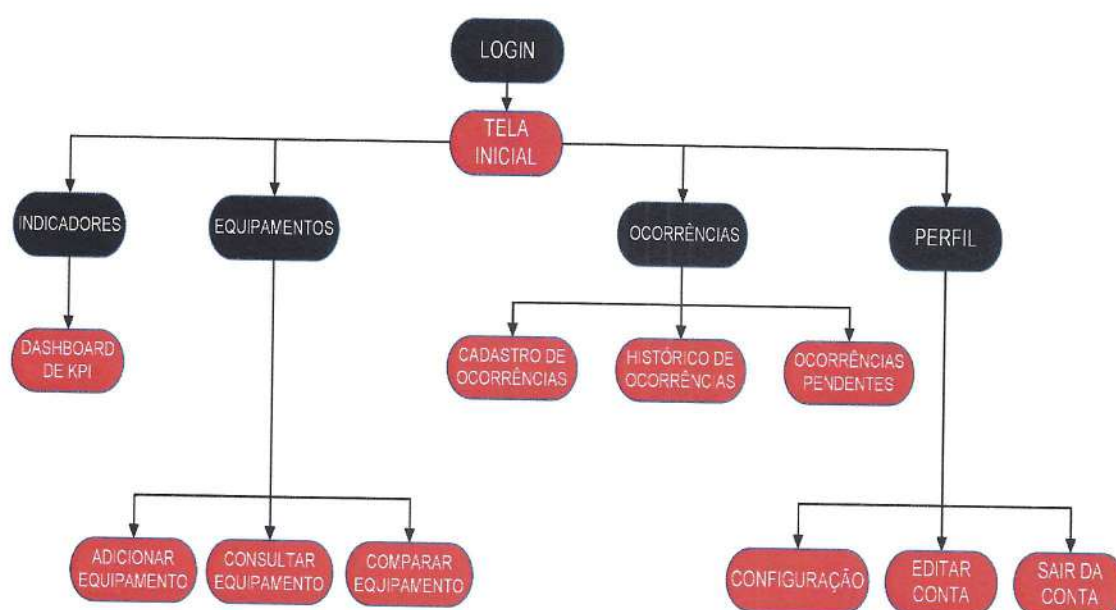 LOGIN
TELA
INICIAL
INDICADORES
EQUIPAMENTOS
OCORRÊNCIAS
PERFIL
DASHBOARD
DE KPI
CADASTRO DE
OCORRÊNCIAS
HISTÓRICO DE
OCORRÊNCIAS
OCORRÊNCIAS
PENDENTES
ADICIONAR
EQUIPAMENTO
CONSULTAR
EQUIPAMENTO
COMPARAR
EQUIPAMENTO
CONFIGURAÇÃO
EDITAR
CONTA
SAIR DA
CONTA